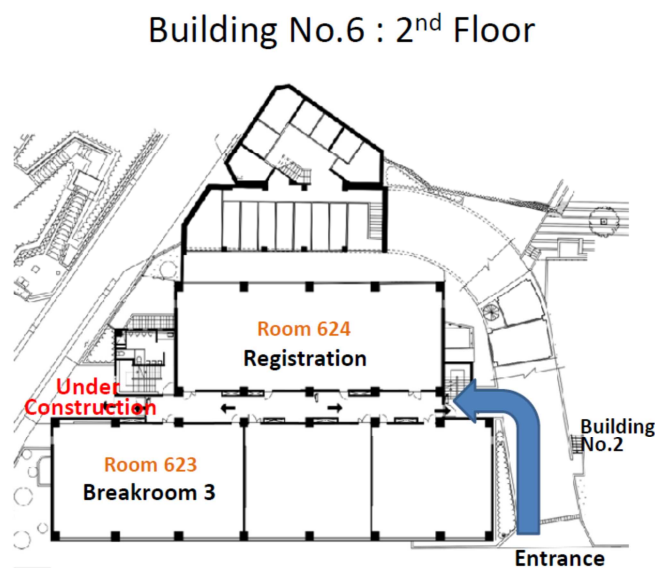 Building No.6 : 2nd Floor
Room 624
Registration
Under
Construction
Room 623
Breakroom 3
Building
No.2
Entrance